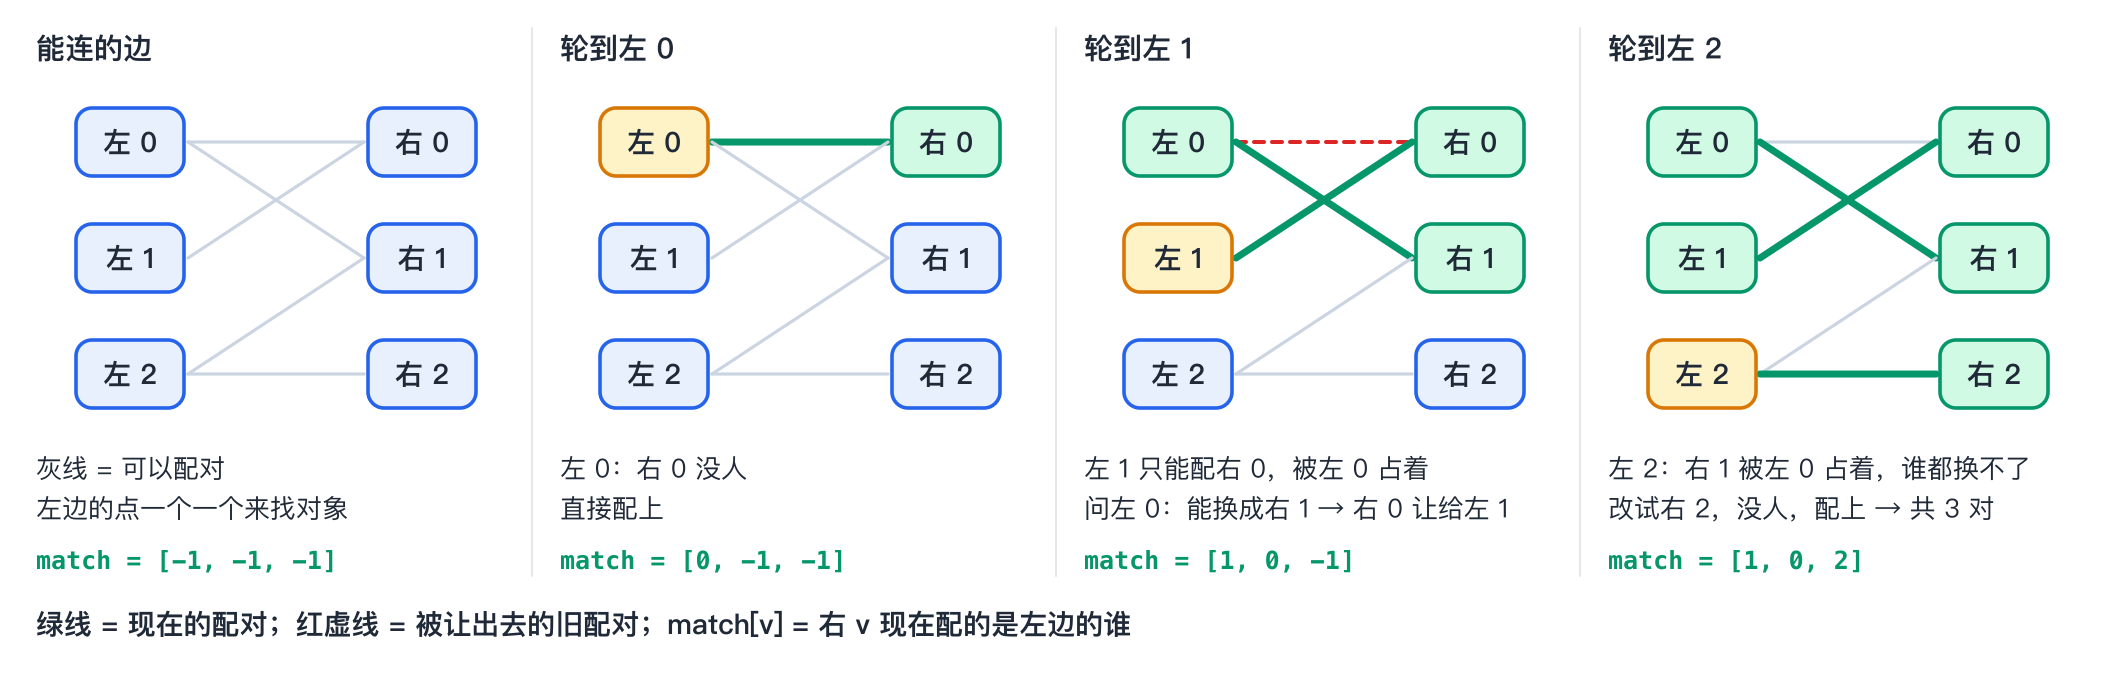 能连的边
左 0
右 0
左 1
右 1
左 2
右 2
灰线 = 可以配对
左边的点一个一个来找对象
match = [-1, -1, -1]
轮到左 0
左 0
右 0
左 1
右 1
左 2
右 2
左 0：右 0 没人
直接配上
match = [0, -1, -1]
轮到左 1
左 0
右 0
左 1
右 1
左 2
右 2
左 1 只能配右 0，被左 0 占着
问左 0：能换成右 1 → 右 0 让给左 1
match = [1, 0, -1]
轮到左 2
左 0
右 0
左 1
右 1
左 2
右 2
左 2：右 1 被左 0 占着，谁都换不了
改试右 2，没人，配上 → 共 3 对
match = [1, 0, 2]
绿线 = 现在的配对；红虚线 = 被让出去的旧配对；match[v] = 右 v 现在配的是左边的谁